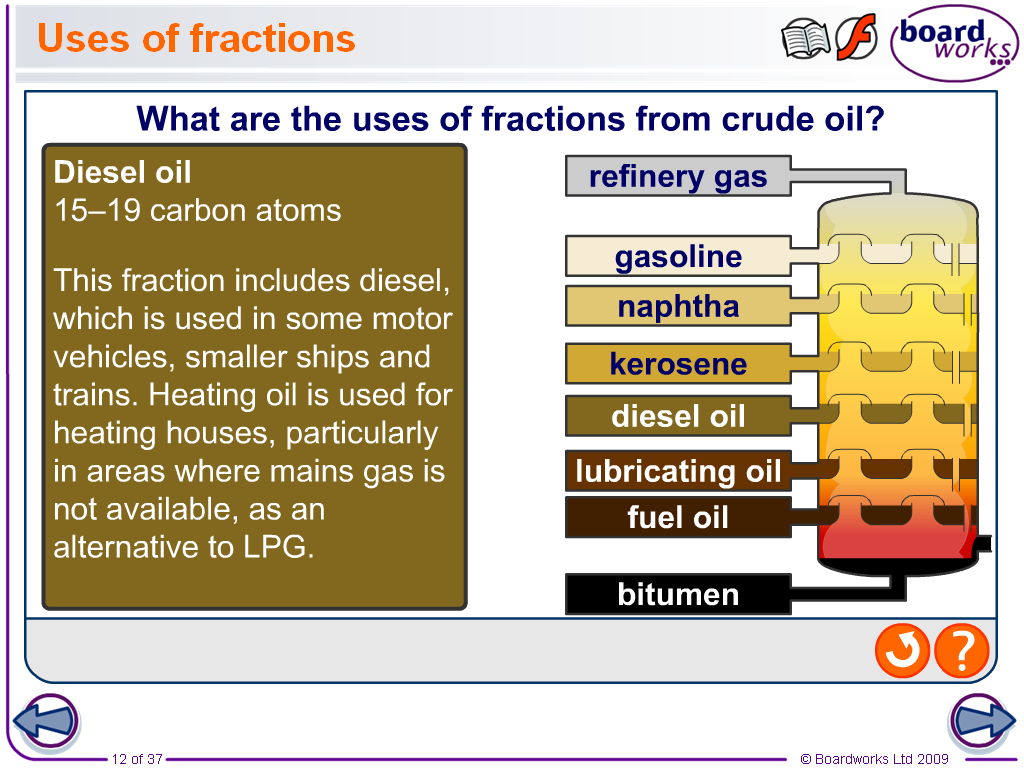 Uses of fractions
board
works
What are the uses of fractions from crude oil?
Diesel oil
15–19 carbon atoms
This fraction includes diesel,
which is used in some motor
vehicles, smaller ships and
trains. Heating oil is used for
heating houses, particularly
in areas where mains gas is
not available, as an
alternative to LPG.
refinery gas
gasoline
naphtha
kerosene
diesel oil
lubricating oil
fuel oil
bitumen
?
12 of 37
© Boardworks Ltd 2009